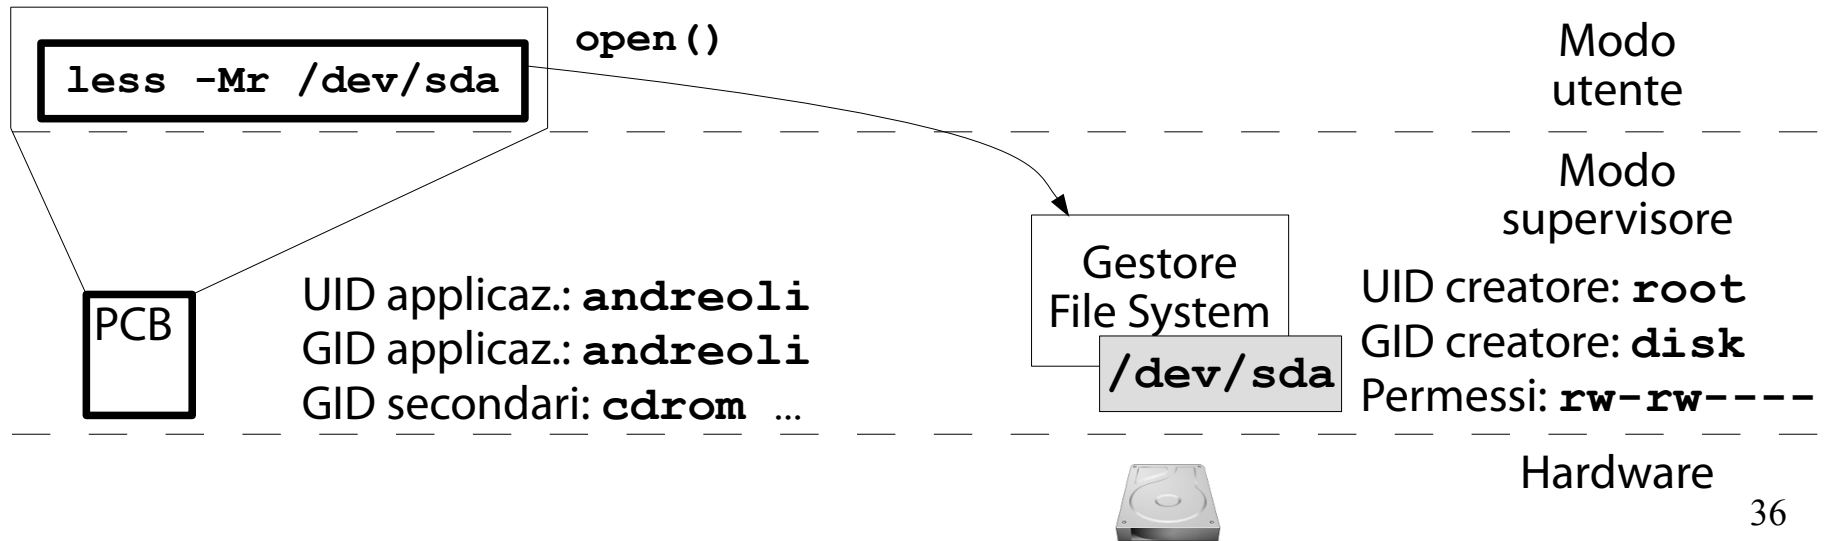 open()
less -Mr /dev/sda
Modo
utente
Modo
supervisore
PCB
UID applicaz.: andreoli
GID applicaz.: andreoli
GID secondari: cdrom ...
Gestore
File System
/dev/sda
UID creatore: root
GID creatore: disk
Permessi: rw-rw----
Hardware
36